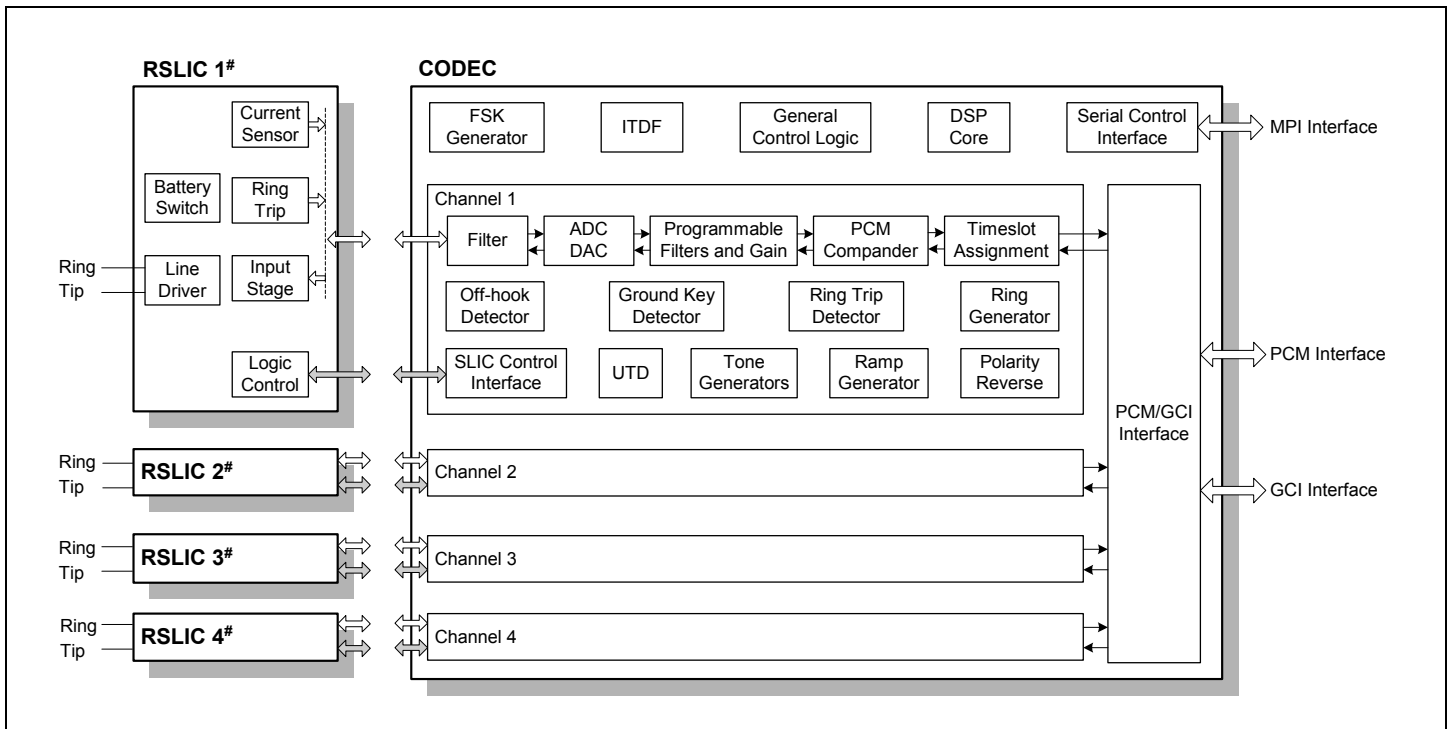 RSLIC 1#
CODEC
Current
Sensor
Battery
Switch
Ring
Trip
Ring
Tip
Line
Driver
Input
Stage
Logic
Control
FSK
Generator
ITDF
General
Control Logic
DSP
Core
Serial Control
Interface
MPI Interface
Channel 1
Filter
ADC
DAC
Programmable
Filters and Gain
PCM
Compander
Timeslot
Assignment
Off-hook
Detector
Ground Key
Detector
Ring Trip
Detector
Ring
Generator
SLIC Control
Interface
UTD
Tone
Generators
Ramp
Generator
Polarity
Reverse
PCM/GCI
Interface
PCM Interface
GCI Interface
Ring
Tip
RSLIC 2#
Channel 2
Ring
Tip
RSLIC 3#
Channel 3
Ring
Tip
RSLIC 4#
Channel 4